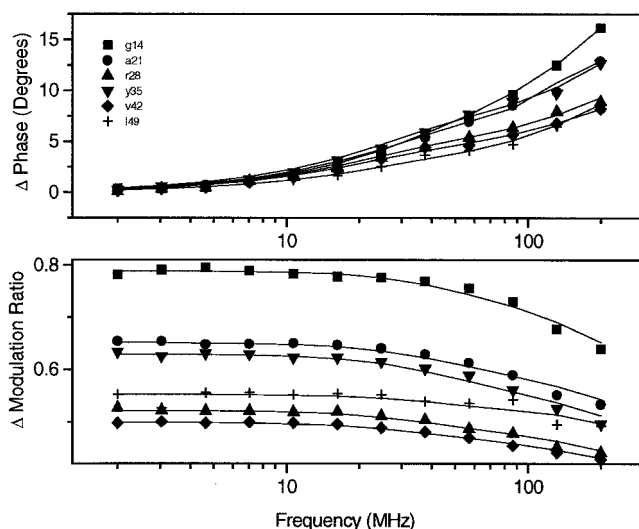 Δ Phase (Degrees)
15
10
5
0
g14
a21
r28
y35
v42
l49
10
100
Δ Modulation Ratio
0.8
0.6
10
100
Frequency (MHz)